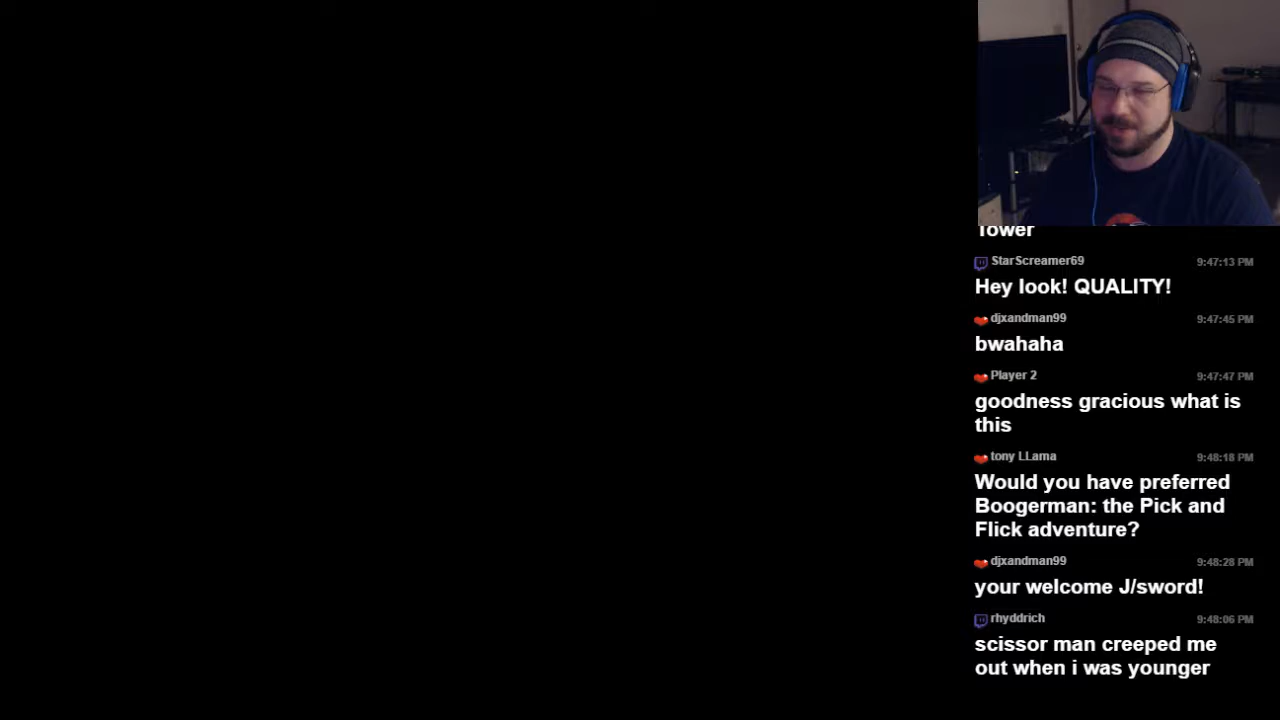 Tower
StarScreamer69 9:47:13 PM
Hey look! QUALITY!
djxandman99 9:47:45 PM
bwahaha
Player 2 9:47:47 PM
goodness gracious what is
this
tony LLama 9:48:18 PM
Would you have preferred
Boogerman: the Pick and
Flick adventure?
djxandman99 9:48:28 PM
your welcome J/sword!
rhyddrich 9:48:06 PM
scissor man creeped me
out when i was younger